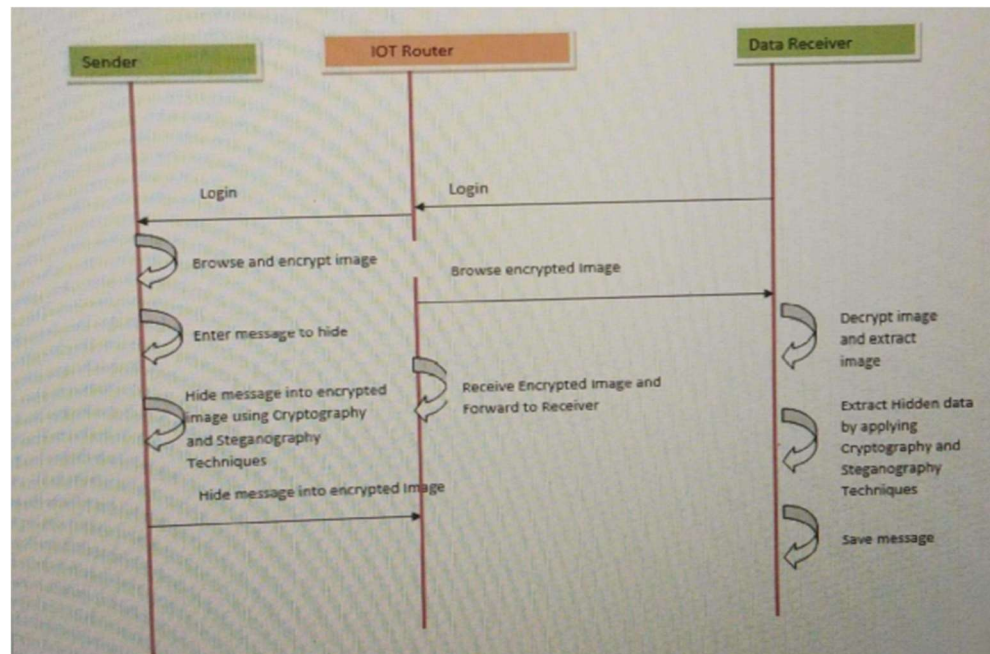 Sender
IOT Router
Data Receiver
Login
Login
Browse and encrypt image
Browse encrypted Image
Enter message to hide
Decrypt image
and extract
image
Hide message into encrypted
image using Cryptography
and Steganography
Techniques
Receive Encrypted Image and
Forward to Receiver
Extract Hidden data
by applying
Cryptography and
Steganography
Techniques
Hide message into encrypted Image
Save message